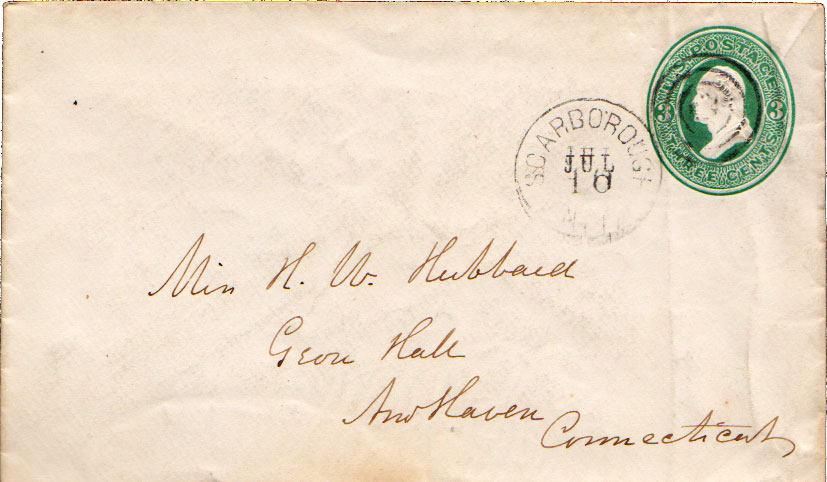 U.S. POSTAGE
3 3
THREE CENTS
SCARBOROUGH
JUL
10
N.Y.
Miss H. W. Hubbard
Grove Hall
New Haven
Connecticut